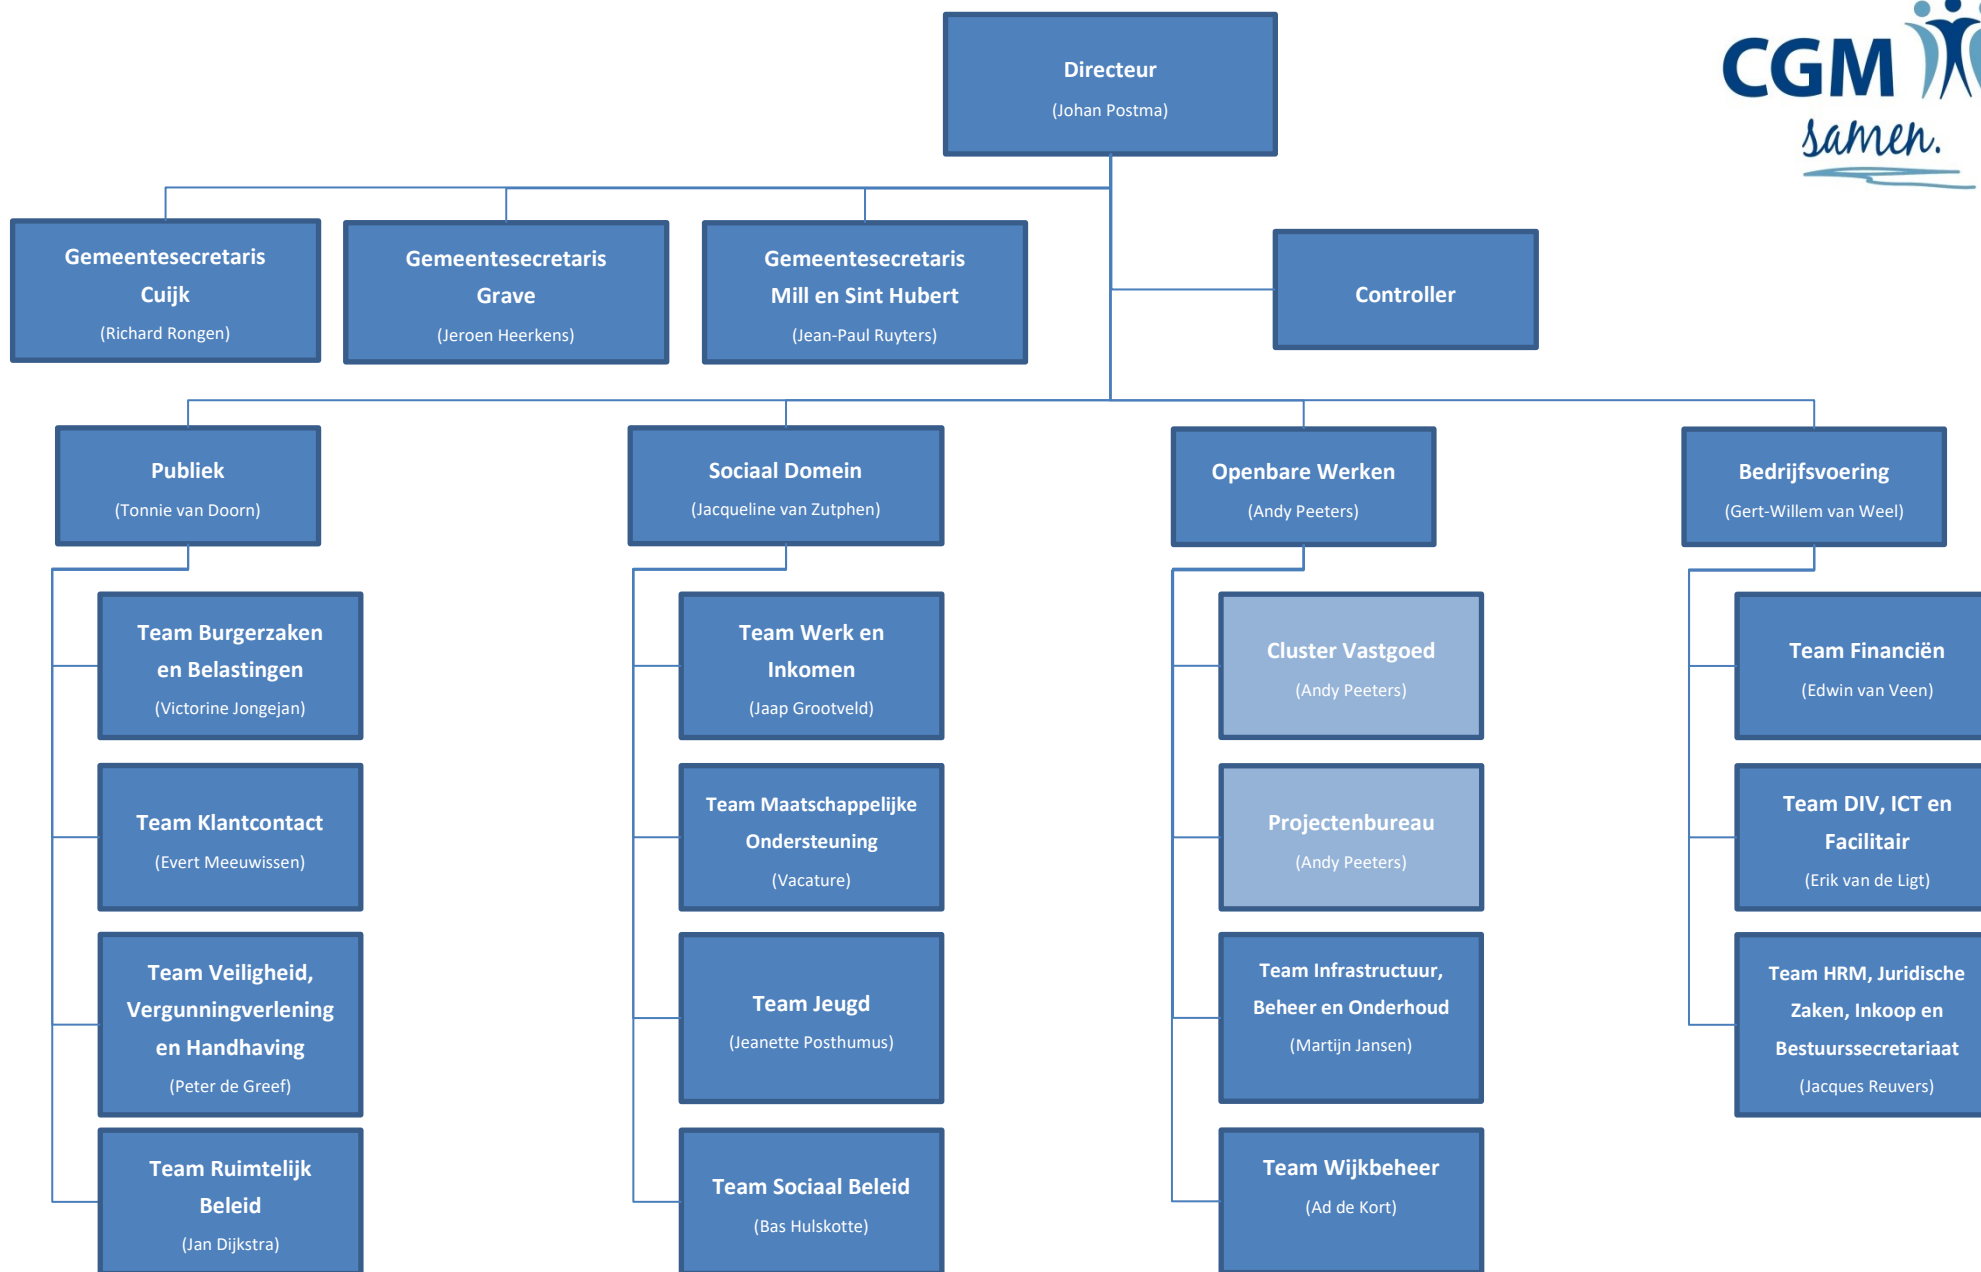 CGM
samen.
Directeur
(Johan Postma)
Gemeentesecretaris
Cuijk
(Richard Rongen)
Gemeentesecretaris
Grave
(Jeroen Heerkens)
Gemeentesecretaris
Mill en Sint Hubert
(Jean-Paul Ruyters)
Controller
Publiek
(Tonnie van Doorn)
Sociaal Domein
(Jacqueline van Zutphen)
Openbare Werken
(Andy Peeters)
Bedrijfsvoering
(Gert-Willem van Weel)
Team Burgerzaken
en Belastingen
(Victorine Jongejan)
Team Klantcontact
(Evert Meeuwissen)
Team Veiligheid,
Vergunningverlening
en Handhaving
(Peter de Greef)
Team Ruimtelijk
Beleid
(Jan Dijkstra)
Team Werk en
Inkomen
(Jaap Grootveld)
Team Maatschappelijke
Ondersteuning
(Vacature)
Team Jeugd
(Jeanette Posthumus)
Team Sociaal Beleid
(Bas Hulskotte)
Cluster Vastgoed
(Andy Peeters)
Projectenbureau
(Andy Peeters)
Team Infrastructuur,
Beheer en Onderhoud
(Martijn Jansen)
Team Wijkbeheer
(Ad de Kort)
Team Financiën
(Edwin van Veen)
Team DIV, ICT en
Facilitair
(Erik van de Ligt)
Team HRM, Juridische
Zaken, Inkoop en
Bestuurssecretariaat
(Jacques Reuvers)